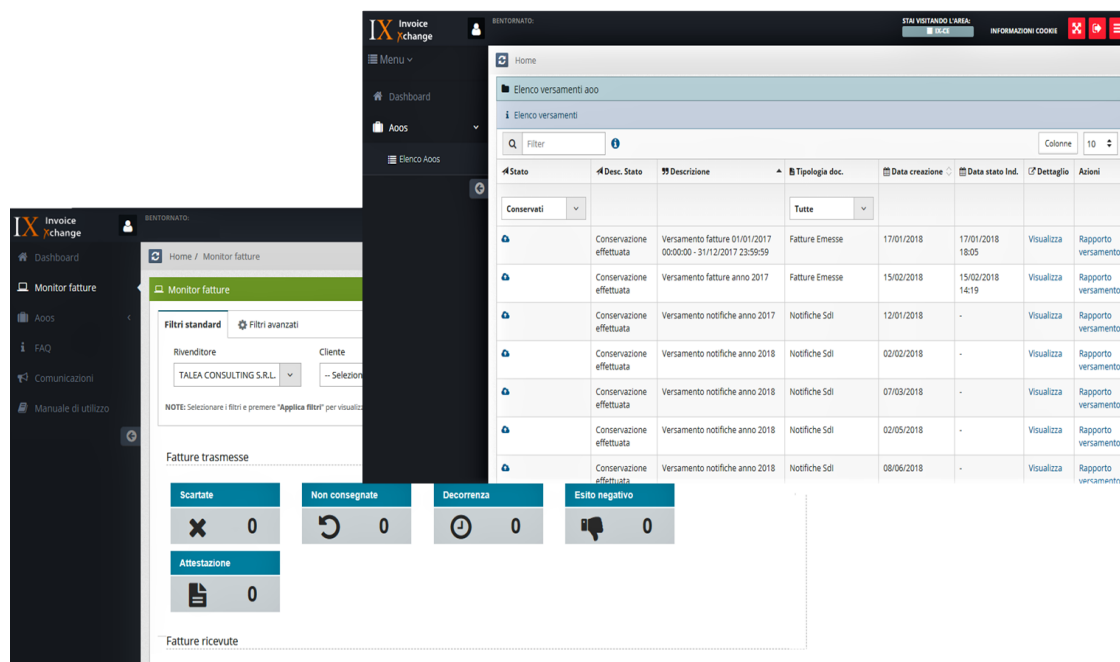 IX Invoice Xchange
BENTORNATO:
STAI VISITANDO L'AREA:
IX-CE
INFORMAZIONI COOKIE
Menu
Dashboard
Aoos
Elenco Aoos
Home
Elenco versamenti aoo
Elenco versamenti
Filter
Colonne
10
Stato Desc. Stato Descrizione Tipologia doc. Data creazione Data stato Ind. Dettaglio Azioni
Conservati
Tutte
Conservazione effettuata Versamento fatture 01/01/2017 00:00:00 - 31/12/2017 23:59:59 Fatture Emesse 17/01/2018 17/01/2018 18:05 Visualizza Rapporto versamento
Conservazione effettuata Versamento fatture anno 2017 Fatture Emesse 15/02/2018 15/02/2018 14:19 Visualizza Rapporto versamento
Conservazione effettuata Versamento notifiche anno 2017 Notifiche SdI 12/01/2018 - Visualizza Rapporto versamento
Conservazione effettuata Versamento notifiche anno 2018 Notifiche SdI 02/02/2018 - Visualizza Rapporto versamento
Conservazione effettuata Versamento notifiche anno 2018 Notifiche SdI 07/03/2018 - Visualizza Rapporto versamento
Conservazione effettuata Versamento notifiche anno 2018 Notifiche SdI 02/05/2018 - Visualizza Rapporto versamento
Conservazione effettuata Versamento notifiche anno 2018 Notifiche SdI 08/06/2018 - Visualizza Rapporto versamento
IX Invoice Xchange
BENTORNATO:
Dashboard
Monitor fatture
Aoos
FAQ
Comunicazioni
Manuale di utilizzo
Home / Monitor fatture
Monitor fatture
Filtri standard
Filtri avanzati
Rivenditore
Cliente
TALEA CONSULTING S.R.L.
-- Selezion
NOTE: Selezionare i filtri e premere "Applica filtri" per visualizz
Fatture trasmesse
Scartate
0
Non consegnate
0
Decorrenza
0
Esito negativo
0
Attestazione
0
Fatture ricevute